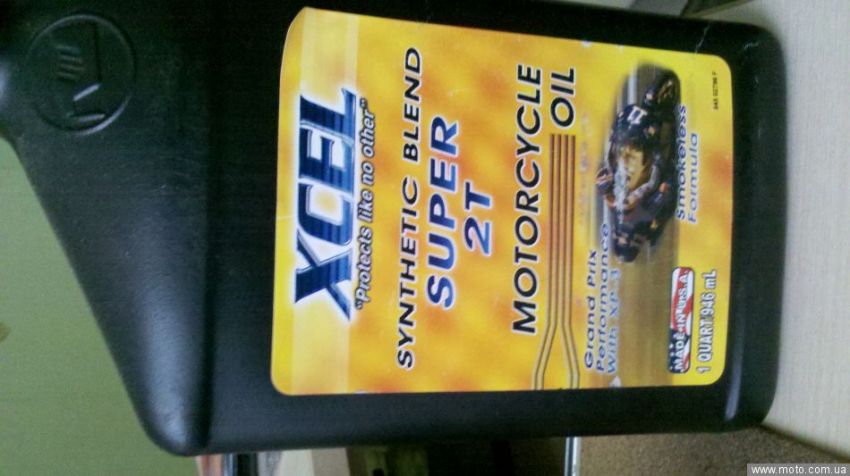 XCEL
"Protects like no other"
SYNTHETIC BLEND
SUPER
2T
MOTORCYCLE
OIL
Grand Prix
Performance
With XP-3
Smokeless
Formula
MADE IN U.S.A.
1 QUART 946 mL
www.moto.com.ua